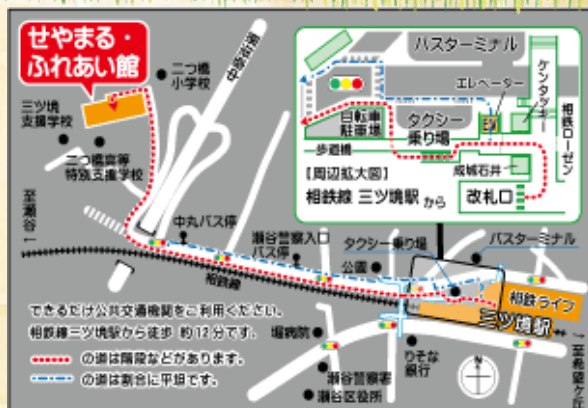 せやまる・
ふれあい館
二つ橋
小学校
中原街道
三ツ境
支援学校
二つ橋高等
特別支援学校
至瀬谷
中丸バス停
瀬谷警察入口
バス停
相鉄線
公園
タクシー乗り場
バスターミナル
相鉄ライフ
三ツ境駅
至希望ヶ丘
りそな
銀行
堀病院
瀬谷警察署
瀬谷区役所
N
バスターミナル
エレベーター
ケンタッキー
相鉄ローゼン
自転車
駐車場
タクシー
乗り場
EV
歩道橋
成城石井
[周辺拡大図]
相鉄線 三ツ境駅 から
改札口
できるだけ公共交通機関をご利用ください。
相鉄線三ツ境駅から徒歩 約12分です。
の道は階段などがあります。
の道は割合に平坦です。